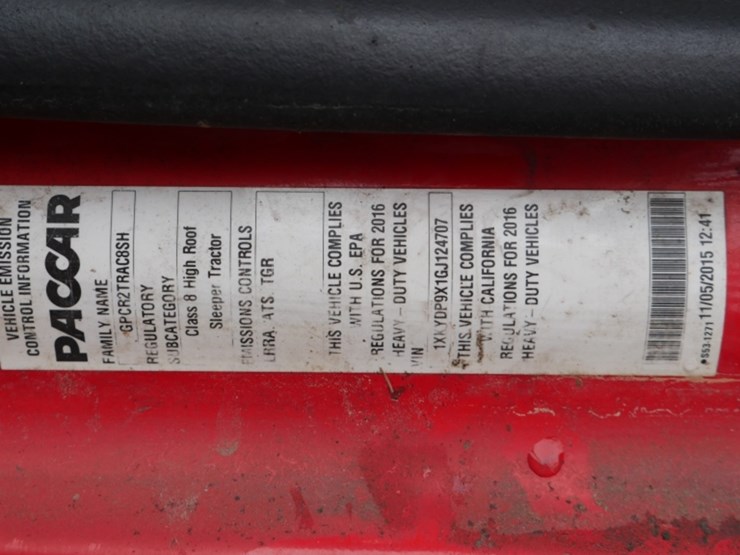 VEHICLE EMISSION
CONTROL INFORMATION
PACCAR
FAMILY NAME
GPCR2TRAC8SH
REGULATORY
SUBCATEGORY
Class 8 High Roof
Sleeper Tractor
EMISSIONS CONTROLS
LRRA ATS, TGR
THIS VEHICLE COMPLIES
WITH U.S. EPA
REGULATIONS FOR 2016
HEAVY - DUTY VEHICLES
VIN
1XKYDP9X1GJ124707
THIS VEHICLE COMPLIES
WITH CALIFORNIA
REGULATIONS FOR 2016
HEAVY - DUTY VEHICLES
S53-1271 11/05/2015 12:41